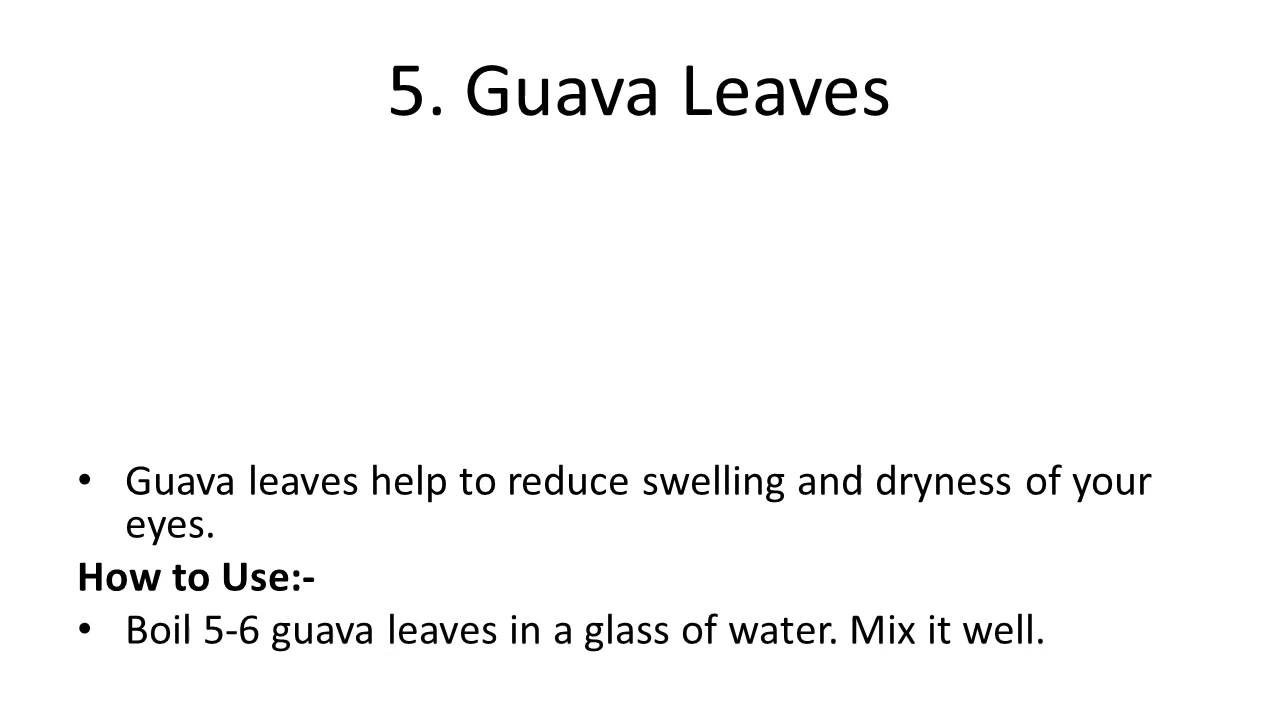 5. Guava Leaves
• Guava leaves help to reduce swelling and dryness of your
eyes.
How to Use:-
• Boil 5-6 guava leaves in a glass of water. Mix it well.